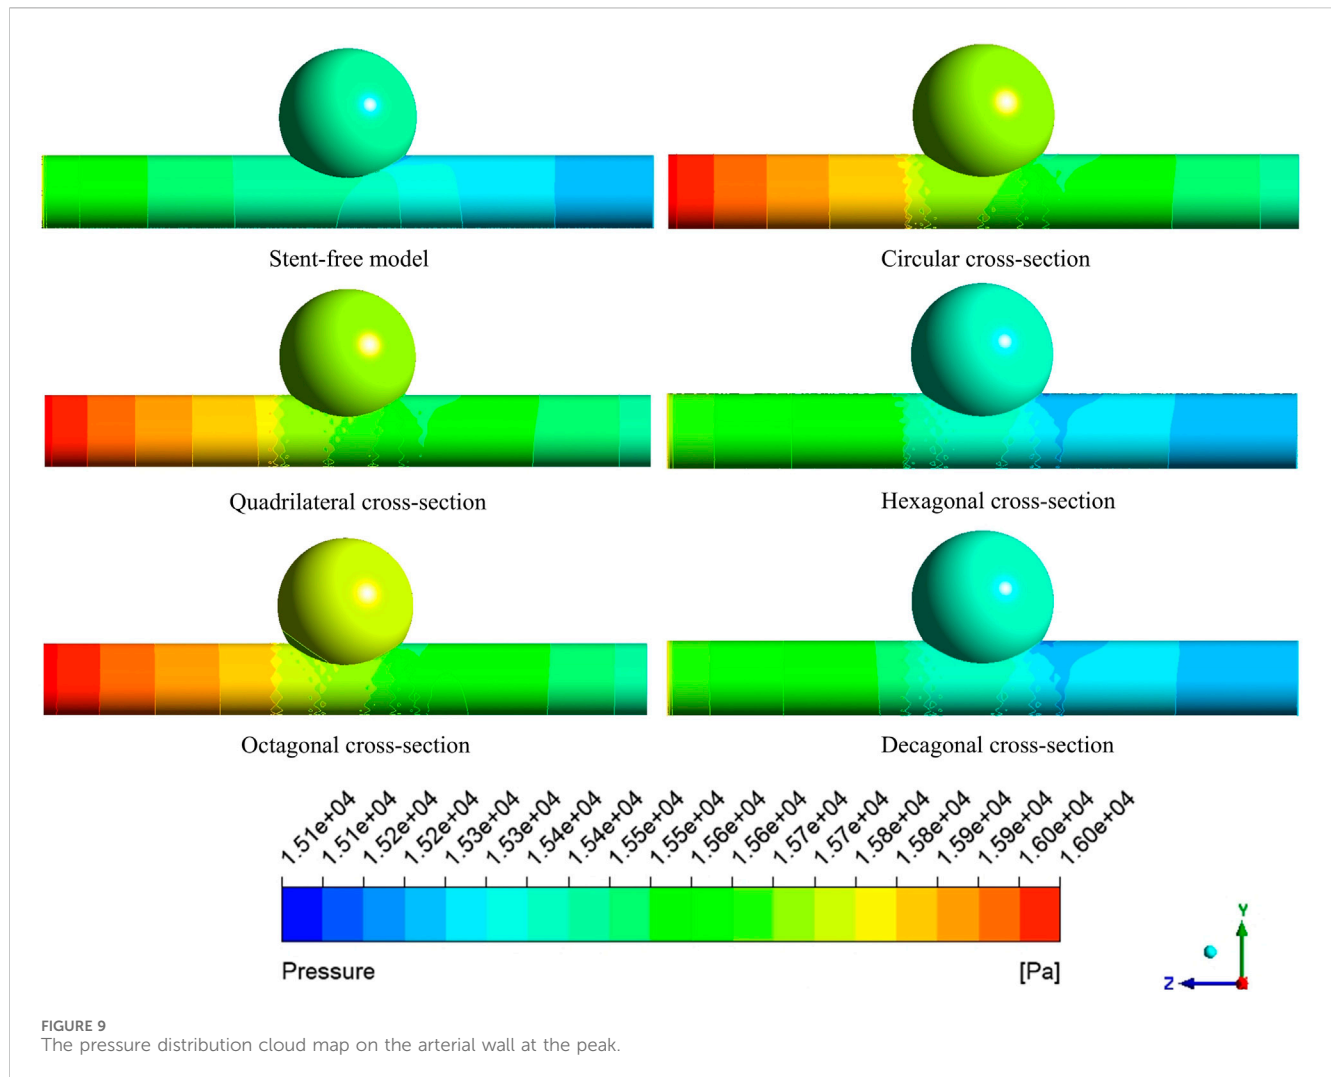 Stent-free model
Circular cross-section
Quadrilateral cross-section
Hexagonal cross-section
Octagonal cross-section
Decagonal cross-section
1.51e+04
1.51e+04
1.52e+04
1.52e+04
1.53e+04
1.53e+04
1.54e+04
1.54e+04
1.55e+04
1.55e+04
1.56e+04
1.56e+04
1.57e+04
1.57e+04
1.58e+04
1.58e+04
1.59e+04
1.59e+04
1.60e+04
1.60e+04
Pressure
[Pa]
Y
Z
FIGURE 9
The pressure distribution cloud map on the arterial wall at the peak.